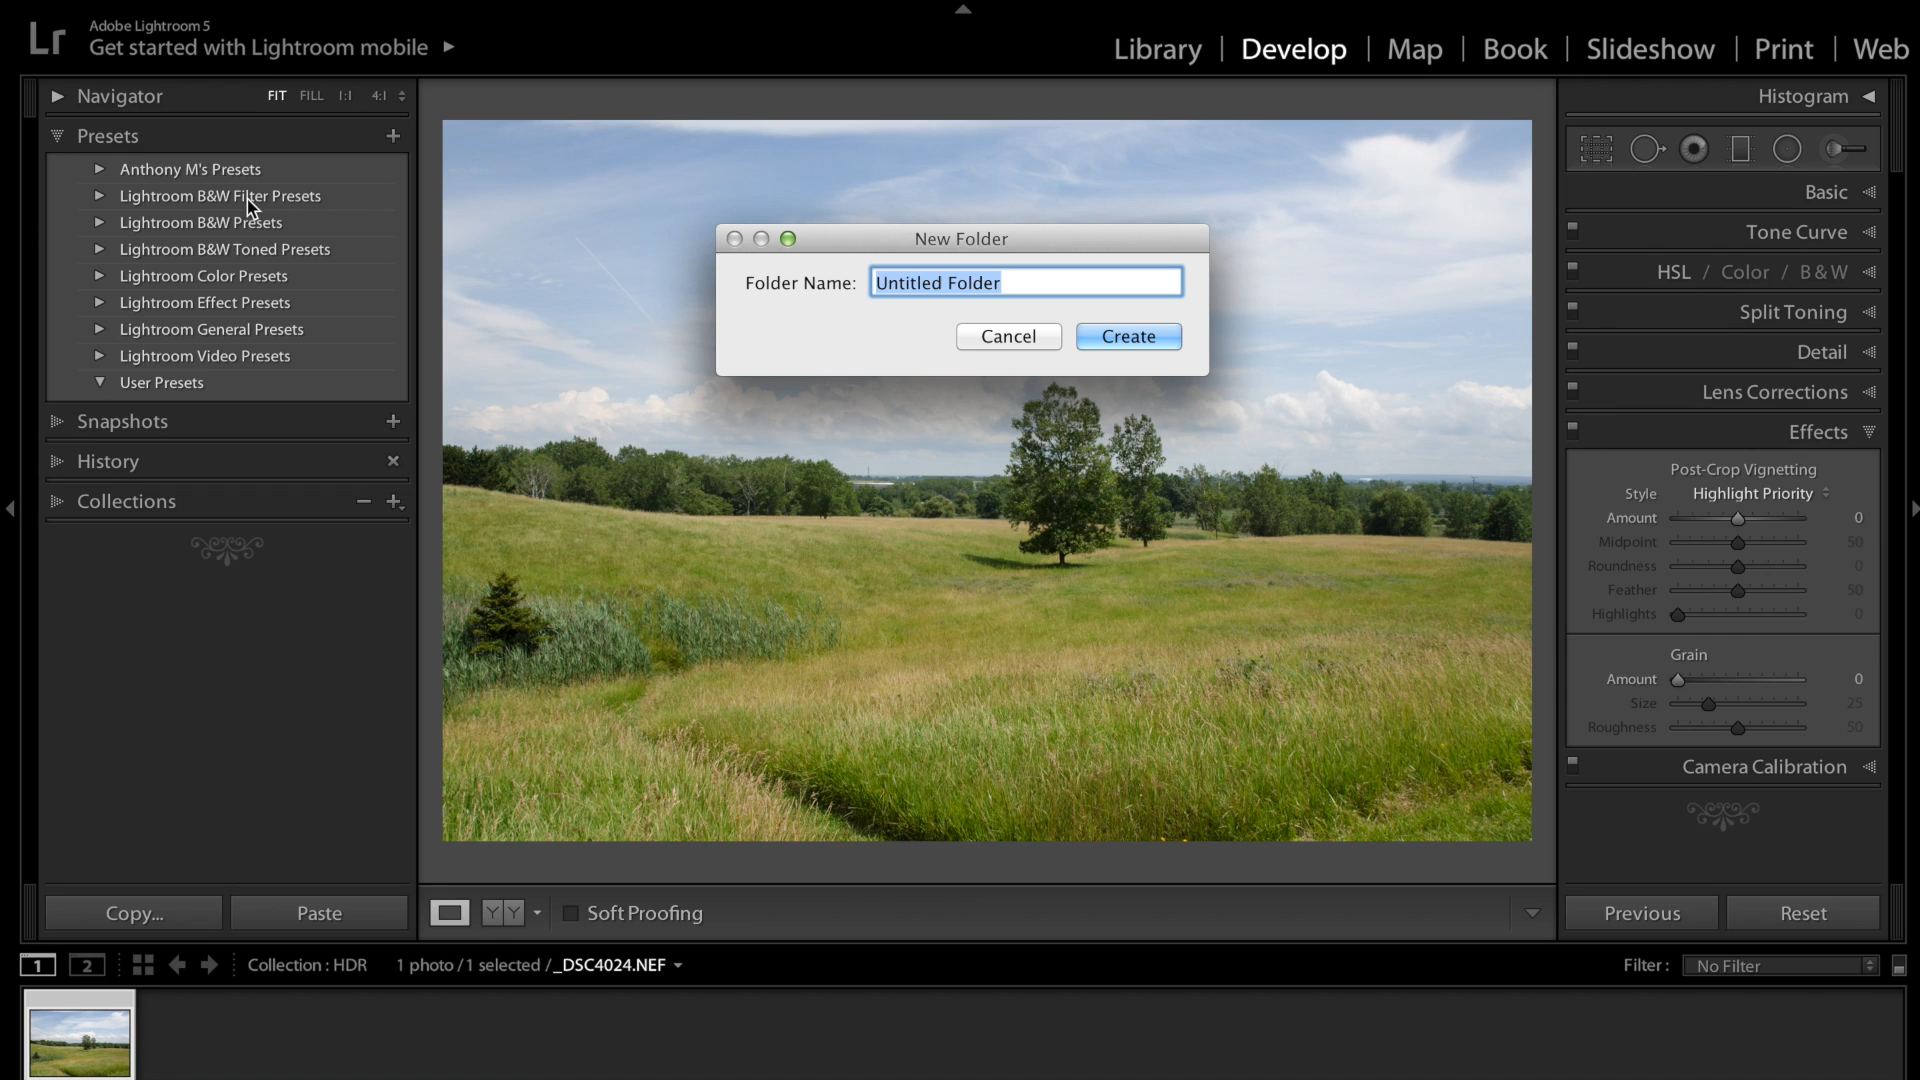 Lr
Adobe Lightroom 5
Get started with Lightroom mobile
Library | Develop | Map | Book | Slideshow | Print | Web
Navigator FIT FILL 1:1 4:1
Presets
Anthony M's Presets
Lightroom B&W Filter Presets
Lightroom B&W Presets
Lightroom B&W Toned Presets
Lightroom Color Presets
Lightroom Effect Presets
Lightroom General Presets
Lightroom Video Presets
User Presets
Snapshots
History
Collections
Copy...
Paste
New Folder
Folder Name: Untitled Folder
Cancel
Create
YY
Soft Proofing
Histogram
Basic
Tone Curve
HSL / Color / B&W
Split Toning
Detail
Lens Corrections
Effects
Post-Crop Vignetting
Style Highlight Priority
Amount 0
Midpoint 50
Roundness 0
Feather 50
Highlights 0
Grain
Amount 0
Size 25
Roughness 50
Camera Calibration
Previous
Reset
1 2 Collection : HDR 1 photo / 1 selected / _DSC4024.NEF
Filter : No Filter